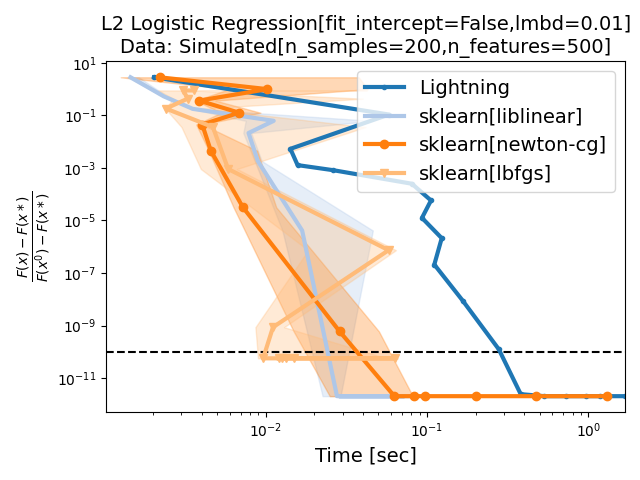 L2 Logistic Regression[fit_intercept=False,lmbd=0.01]
Data: Simulated[n_samples=200,n_features=500]
Lightning
sklearn[liblinear]
sklearn[newton-cg]
sklearn[lbfgs]
10^1
10^-1
10^-3
10^-5
10^-7
10^-9
10^-11
F(x) − F(x*)
F(x^0) − F(x*)
10^-2
10^-1
10^0
Time [sec]